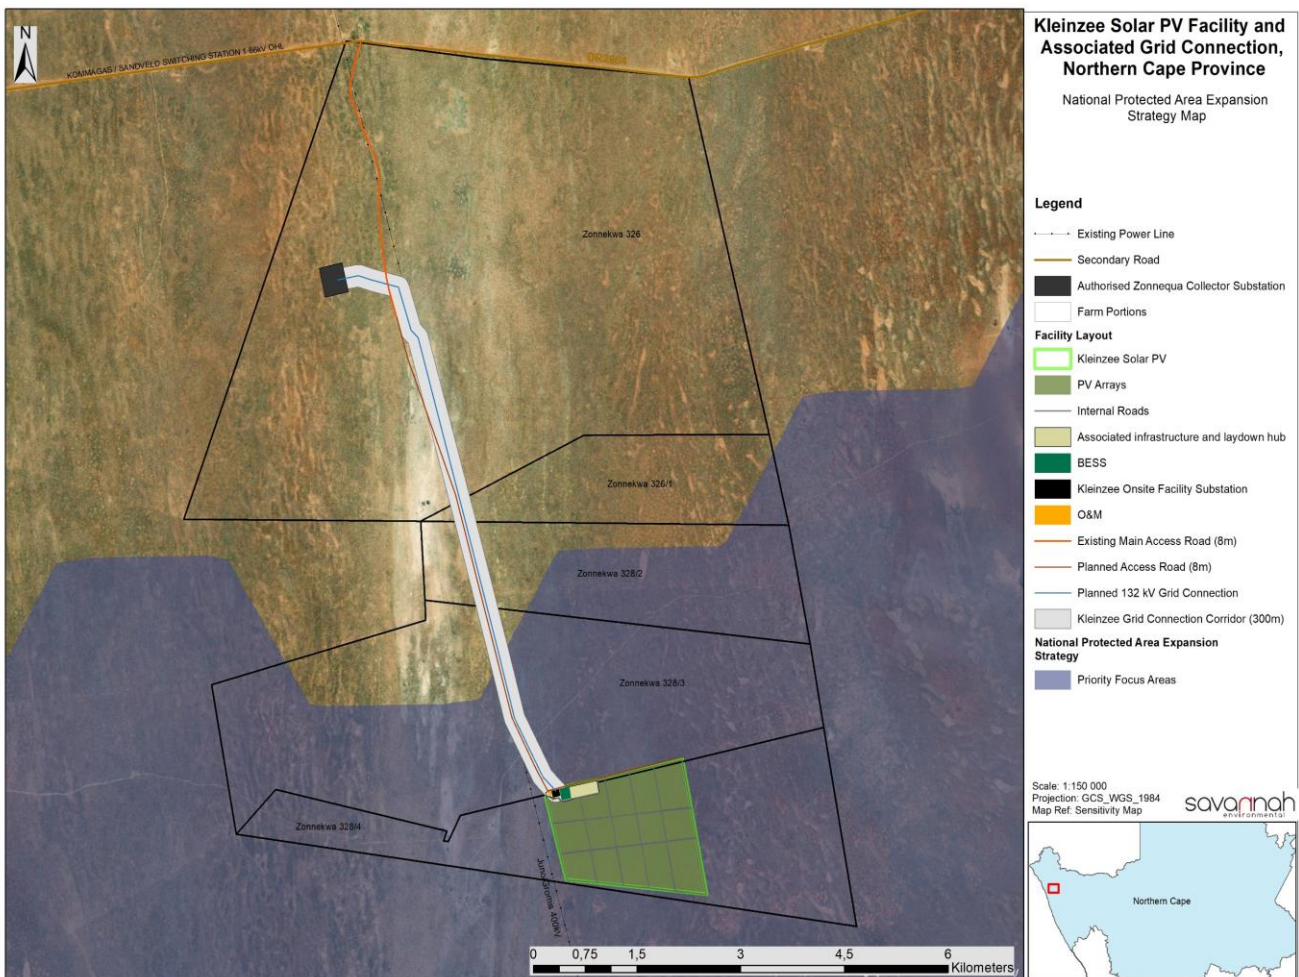 N
KOMMAGAS / SANDVELD SWITCHING STATION 1 66kV OHL
Zonnekwa 326
Zonnekwa 326/1
Zonnekwa 328/2
Zonnekwa 328/3
Zonnekwa 328/4
0 0,75 1,5 3 4,5 6
Kilometers
Kleinzee Solar PV Facility and
Associated Grid Connection,
Northern Cape Province
National Protected Area Expansion
Strategy Map
Legend
Existing Power Line
Secondary Road
Authorised Zonnequa Collector Substation
Farm Portions
Facility Layout
Kleinzee Solar PV
PV Arrays
Internal Roads
Associated infrastructure and laydown hub
BESS
Kleinzee Onsite Facility Substation
O&M
Existing Main Access Road (8m)
Planned Access Road (8m)
Planned 132 kV Grid Connection
Kleinzee Grid Connection Corridor (300m)
National Protected Area Expansion
Strategy
Priority Focus Areas
Scale: 1:150 000
Projection: GCS_WGS_1984
Map Ref: Sensitivity Map
savannah
environmental
Northern Cape